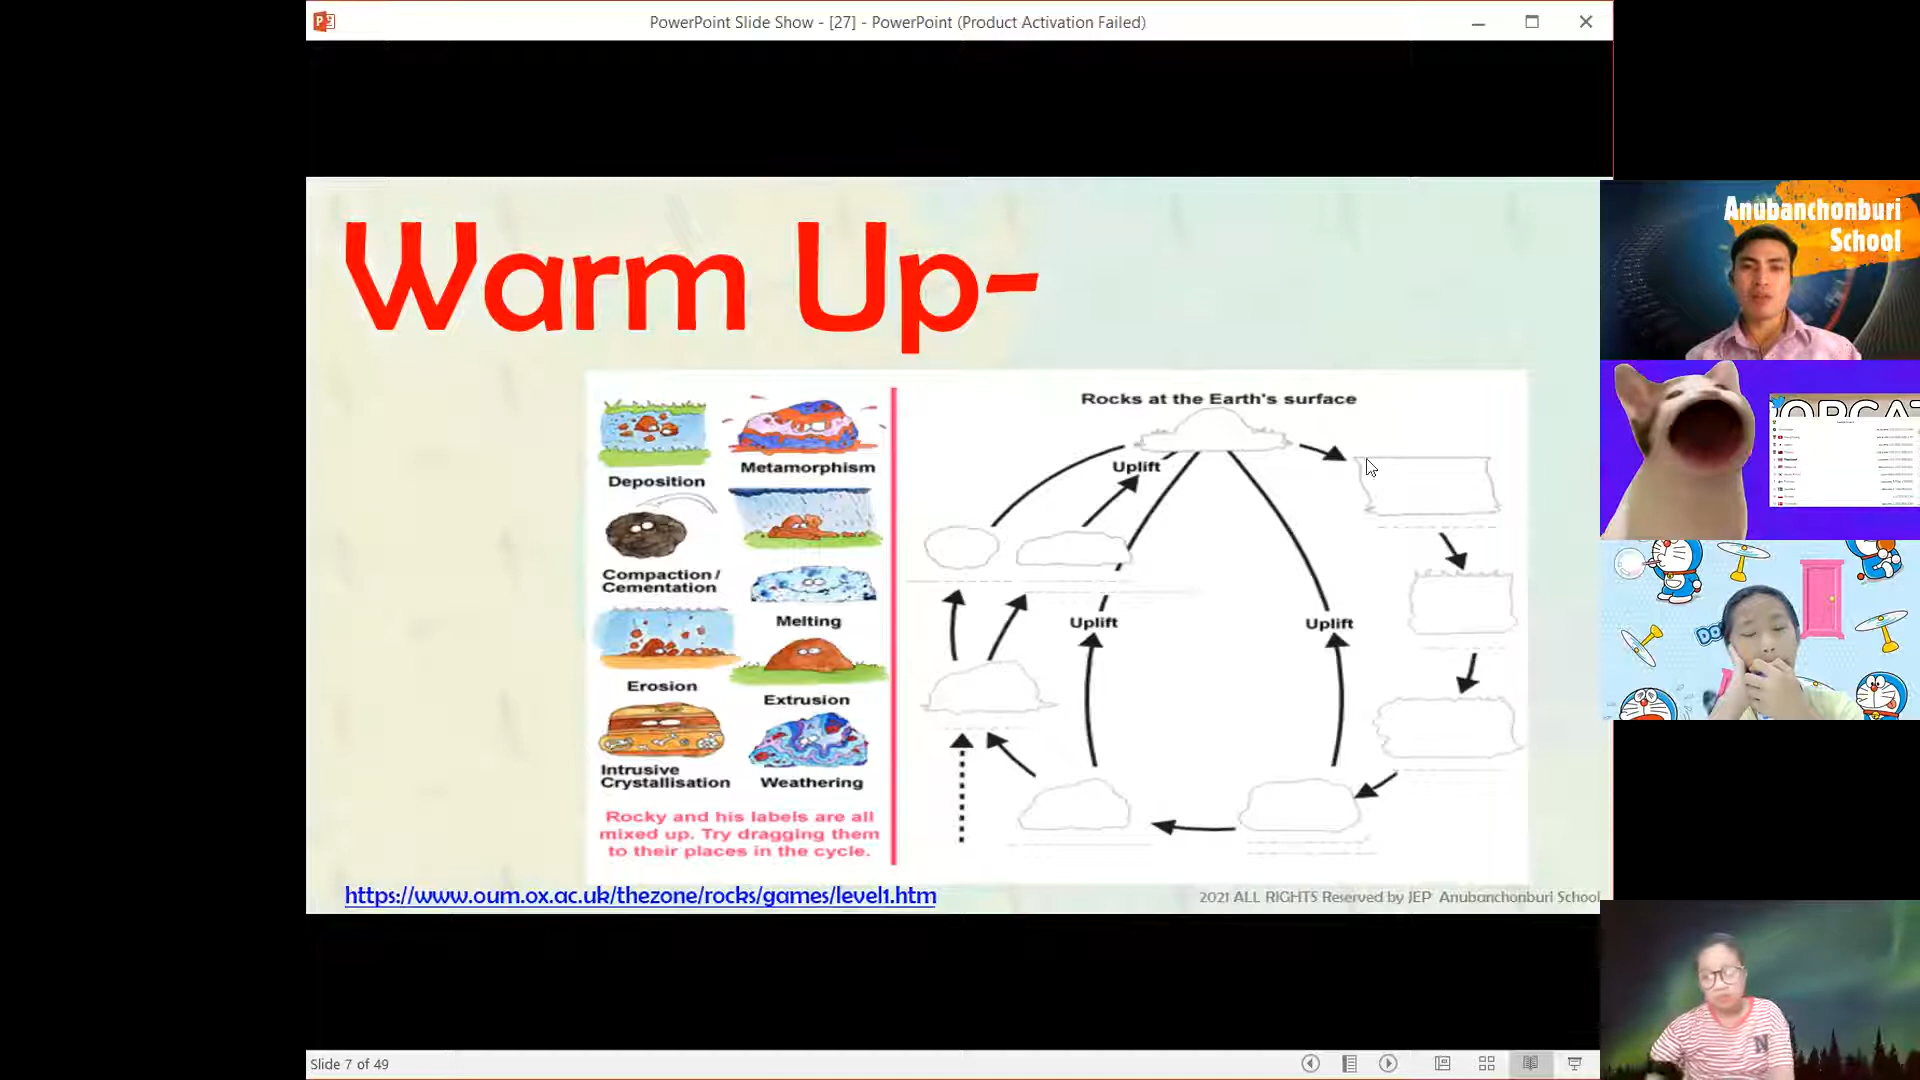 PowerPoint Slide Show - [27] - PowerPoint (Product Activation Failed)
Warm Up-
Deposition
Metamorphism
Compaction /
Cementation
Melting
Erosion
Extrusion
Intrusive
Crystallisation
Weathering
Rocky and his labels are all
mixed up. Try dragging them
to their places in the cycle.
Rocks at the Earth's surface
Uplift
Uplift
Uplift
https://www.oum.ox.ac.uk/thezone/rocks/games/level1.htm
2021 ALL RIGHTS Reserved by JEP Anubanchonburi School
Anubanchonburi
School
N
Slide 7 of 49